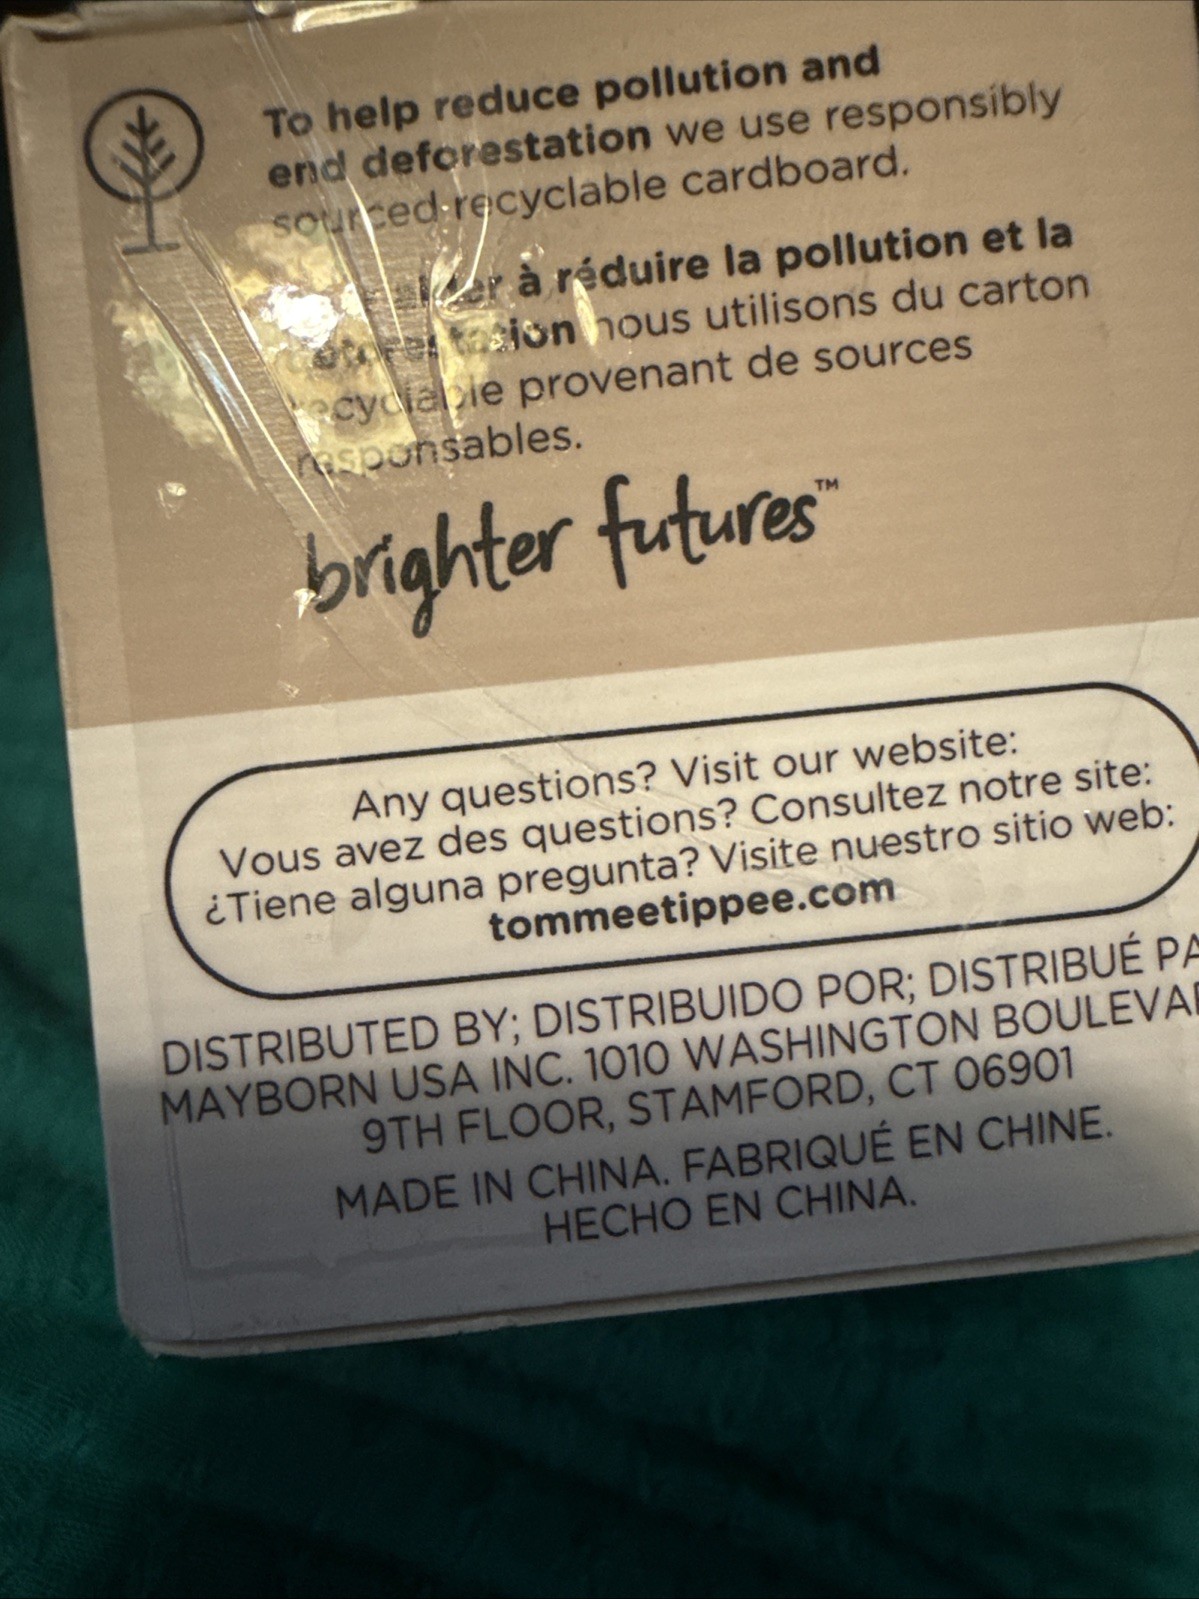 To help reduce pollution and
end deforestation we use responsibly
sourced recyclable cardboard.
à réduire la pollution et la
nous utilisons du carton
recyclable provenant de sources
responsables.
brighter futures™
Any questions? Visit our website:
Vous avez des questions? Consultez notre site:
¿Tiene alguna pregunta? Visite nuestro sitio web:
tommeetippee.com
DISTRIBUTED BY; DISTRIBUIDO POR; DISTRIBUÉ PA
MAYBORN USA INC. 1010 WASHINGTON BOULEVA
9TH FLOOR, STAMFORD, CT 06901
MADE IN CHINA. FABRIQUÉ EN CHINE.
HECHO EN CHINA.